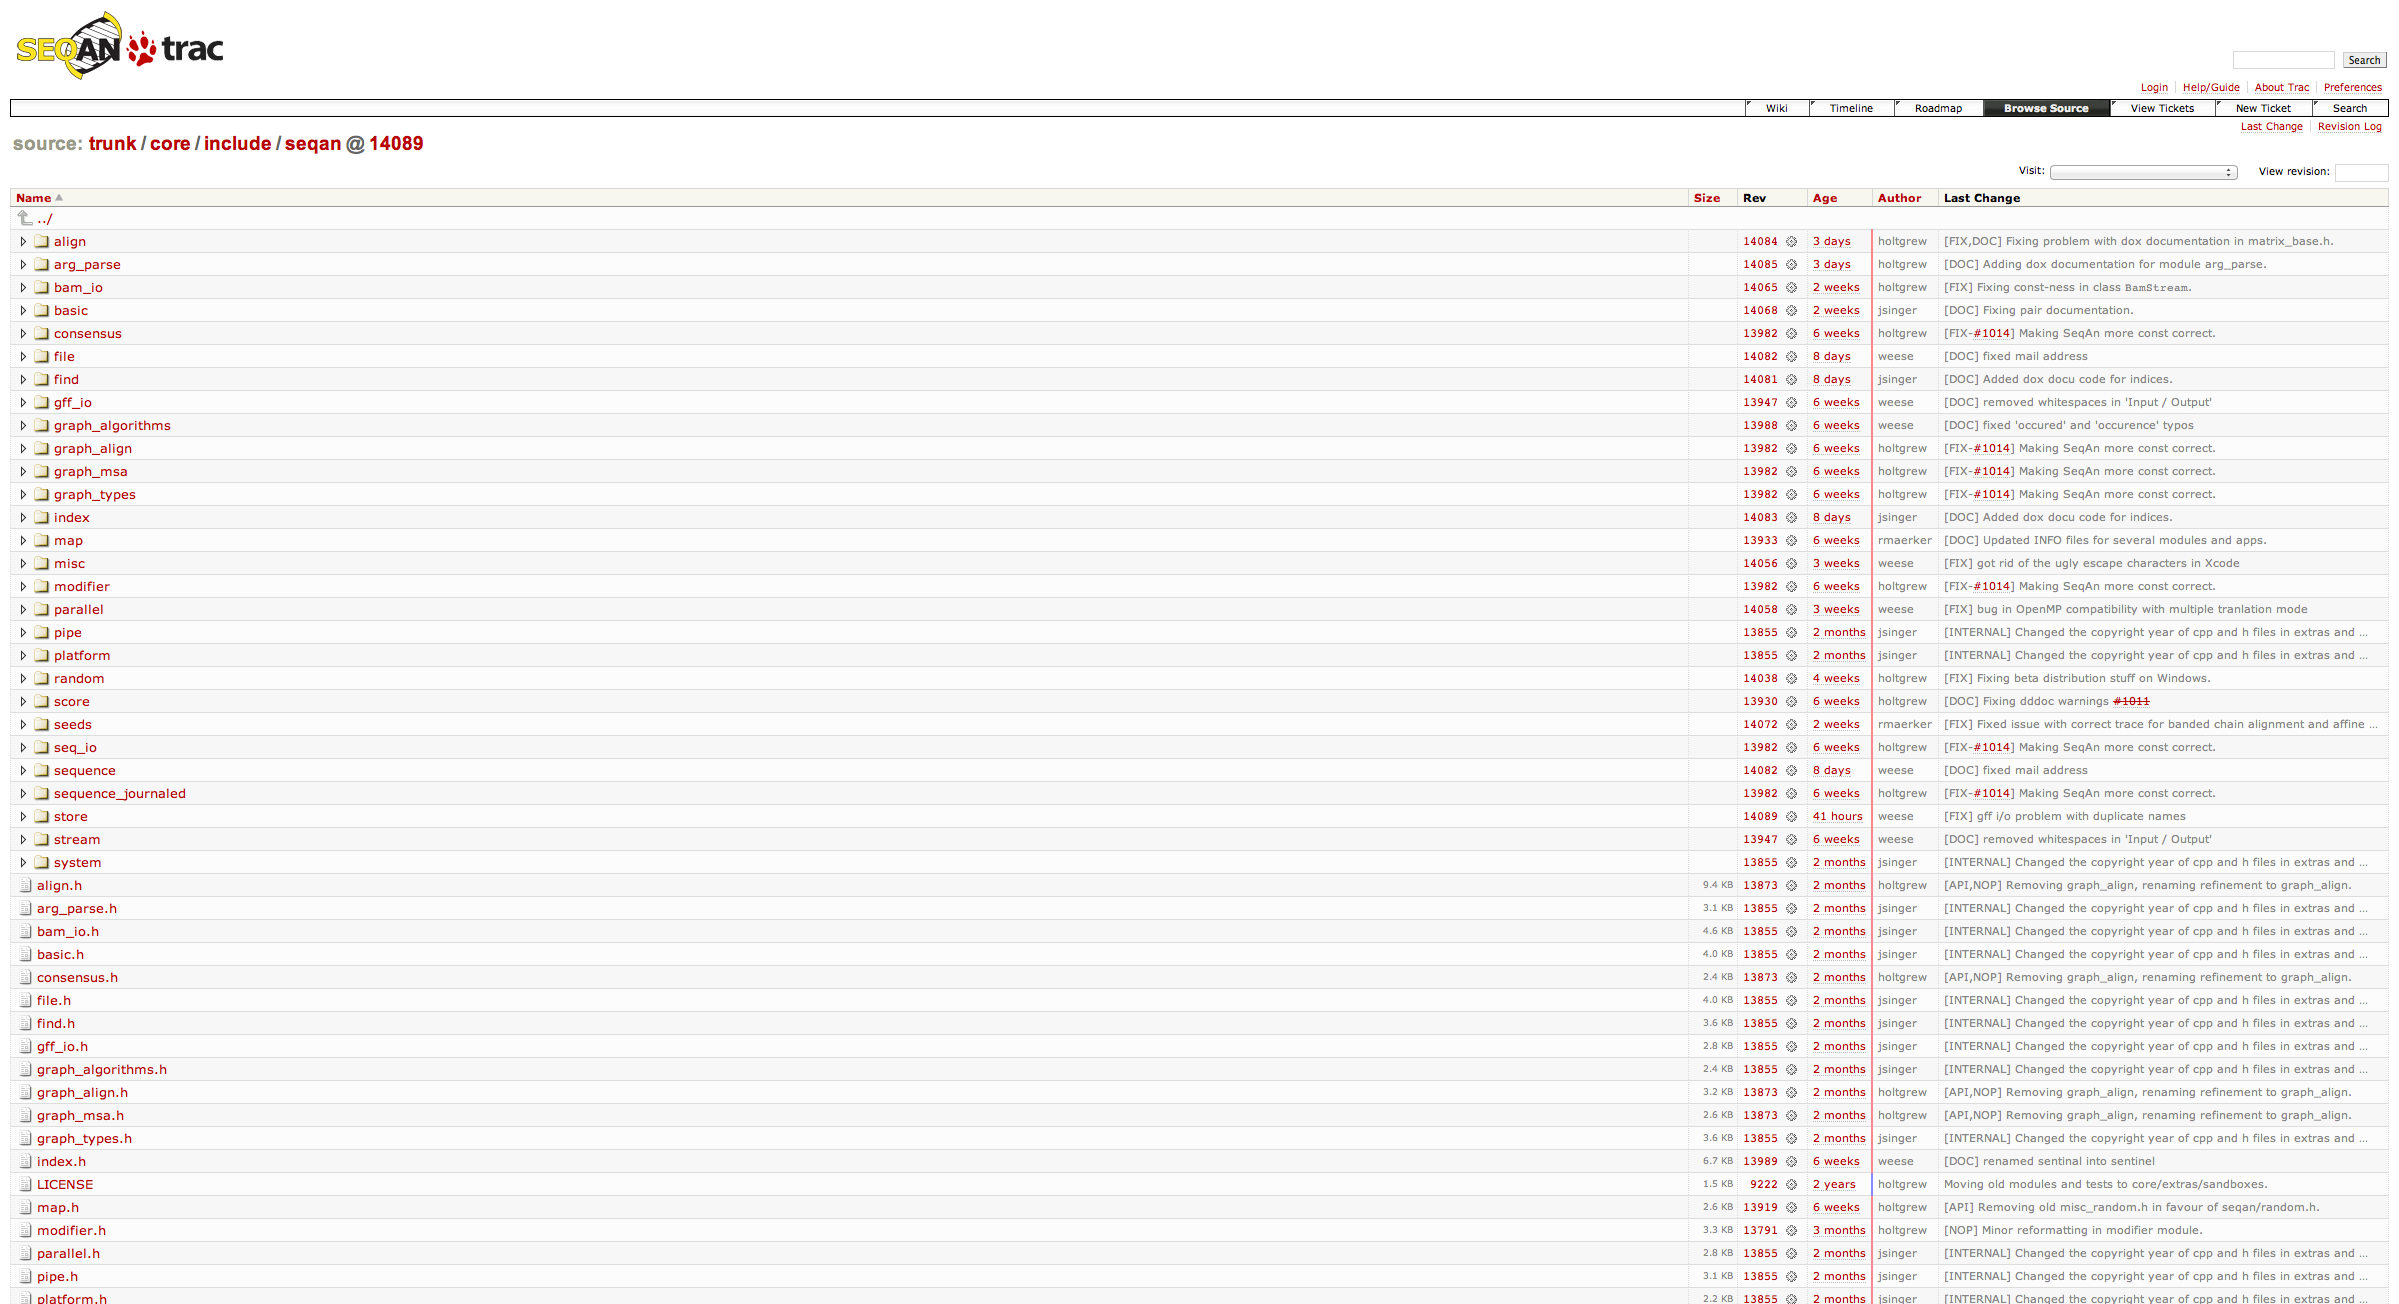 SEQAN trac
Search
Login Help/Guide About Trac Preferences
Wiki Timeline Roadmap Browse Source View Tickets New Ticket Search
Last Change Revision Log
source: trunk / core / include / seqan @ 14089
Visit: View revision:
Name Size Rev Age Author Last Change
../
align 14084 3 days holtgrew [FIX,DOC] Fixing problem with dox documentation in matrix_base.h.
arg_parse 14085 3 days holtgrew [DOC] Adding dox documentation for module arg_parse.
bam_io 14065 2 weeks holtgrew [FIX] Fixing const-ness in class BamStream.
basic 14068 2 weeks jsinger [DOC] Fixing pair documentation.
consensus 13982 6 weeks holtgrew [FIX-#1014] Making SeqAn more const correct.
file 14082 8 days weese [DOC] fixed mail address
find 14081 8 days jsinger [DOC] Added dox docu code for indices.
gff_io 13947 6 weeks weese [DOC] removed whitespaces in 'Input / Output'
graph_algorithms 13988 6 weeks weese [DOC] fixed 'occured' and 'occurence' typos
graph_align 13982 6 weeks holtgrew [FIX-#1014] Making SeqAn more const correct.
graph_msa 13982 6 weeks holtgrew [FIX-#1014] Making SeqAn more const correct.
graph_types 13982 6 weeks holtgrew [FIX-#1014] Making SeqAn more const correct.
index 14083 8 days jsinger [DOC] Added dox docu code for indices.
map 13933 6 weeks rmaerker [DOC] Updated INFO files for several modules and apps.
misc 14056 3 weeks weese [FIX] got rid of the ugly escape characters in Xcode
modifier 13982 6 weeks holtgrew [FIX-#1014] Making SeqAn more const correct.
parallel 14058 3 weeks weese [FIX] bug in OpenMP compatibility with multiple tranlation mode
pipe 13855 2 months jsinger [INTERNAL] Changed the copyright year of cpp and h files in extras and ...
platform 13855 2 months jsinger [INTERNAL] Changed the copyright year of cpp and h files in extras and ...
random 14038 4 weeks holtgrew [FIX] Fixing beta distribution stuff on Windows.
score 13930 6 weeks holtgrew [DOC] Fixing dddoc warnings #1011
seeds 14072 2 weeks rmaerker [FIX] Fixed issue with correct trace for banded chain alignment and affine ...
seq_io 13982 6 weeks holtgrew [FIX-#1014] Making SeqAn more const correct.
sequence 14082 8 days weese [DOC] fixed mail address
sequence_journaled 13982 6 weeks holtgrew [FIX-#1014] Making SeqAn more const correct.
store 14089 41 hours weese [FIX] gff i/o problem with duplicate names
stream 13947 6 weeks weese [DOC] removed whitespaces in 'Input / Output'
system 13855 2 months jsinger [INTERNAL] Changed the copyright year of cpp and h files in extras and ...
align.h 9.4 KB 13873 2 months holtgrew [API,NOP] Removing graph_align, renaming refinement to graph_align.
arg_parse.h 3.1 KB 13855 2 months jsinger [INTERNAL] Changed the copyright year of cpp and h files in extras and ...
bam_io.h 4.6 KB 13855 2 months jsinger [INTERNAL] Changed the copyright year of cpp and h files in extras and ...
basic.h 4.0 KB 13855 2 months jsinger [INTERNAL] Changed the copyright year of cpp and h files in extras and ...
consensus.h 2.4 KB 13873 2 months holtgrew [API,NOP] Removing graph_align, renaming refinement to graph_align.
file.h 4.0 KB 13855 2 months jsinger [INTERNAL] Changed the copyright year of cpp and h files in extras and ...
find.h 3.6 KB 13855 2 months jsinger [INTERNAL] Changed the copyright year of cpp and h files in extras and ...
gff_io.h 2.8 KB 13855 2 months jsinger [INTERNAL] Changed the copyright year of cpp and h files in extras and ...
graph_algorithms.h 2.4 KB 13855 2 months jsinger [INTERNAL] Changed the copyright year of cpp and h files in extras and ...
graph_align.h 3.2 KB 13873 2 months holtgrew [API,NOP] Removing graph_align, renaming refinement to graph_align.
graph_msa.h 2.6 KB 13873 2 months holtgrew [API,NOP] Removing graph_align, renaming refinement to graph_align.
graph_types.h 3.6 KB 13855 2 months jsinger [INTERNAL] Changed the copyright year of cpp and h files in extras and ...
index.h 6.7 KB 13989 6 weeks weese [DOC] renamed sentinal into sentinel
LICENSE 1.5 KB 9222 2 years holtgrew Moving old modules and tests to core/extras/sandboxes.
map.h 2.6 KB 13919 6 weeks holtgrew [API] Removing old misc_random.h in favour of seqan/random.h.
modifier.h 3.3 KB 13791 3 months holtgrew [NOP] Minor reformatting in modifier module.
parallel.h 2.8 KB 13855 2 months jsinger [INTERNAL] Changed the copyright year of cpp and h files in extras and ...
pipe.h 3.1 KB 13855 2 months jsinger [INTERNAL] Changed the copyright year of cpp and h files in extras and ...
platform.h 2.2 KB 13855 2 months jsinger [INTERNAL] Changed the copyright year of cpp and h files in extras and ...